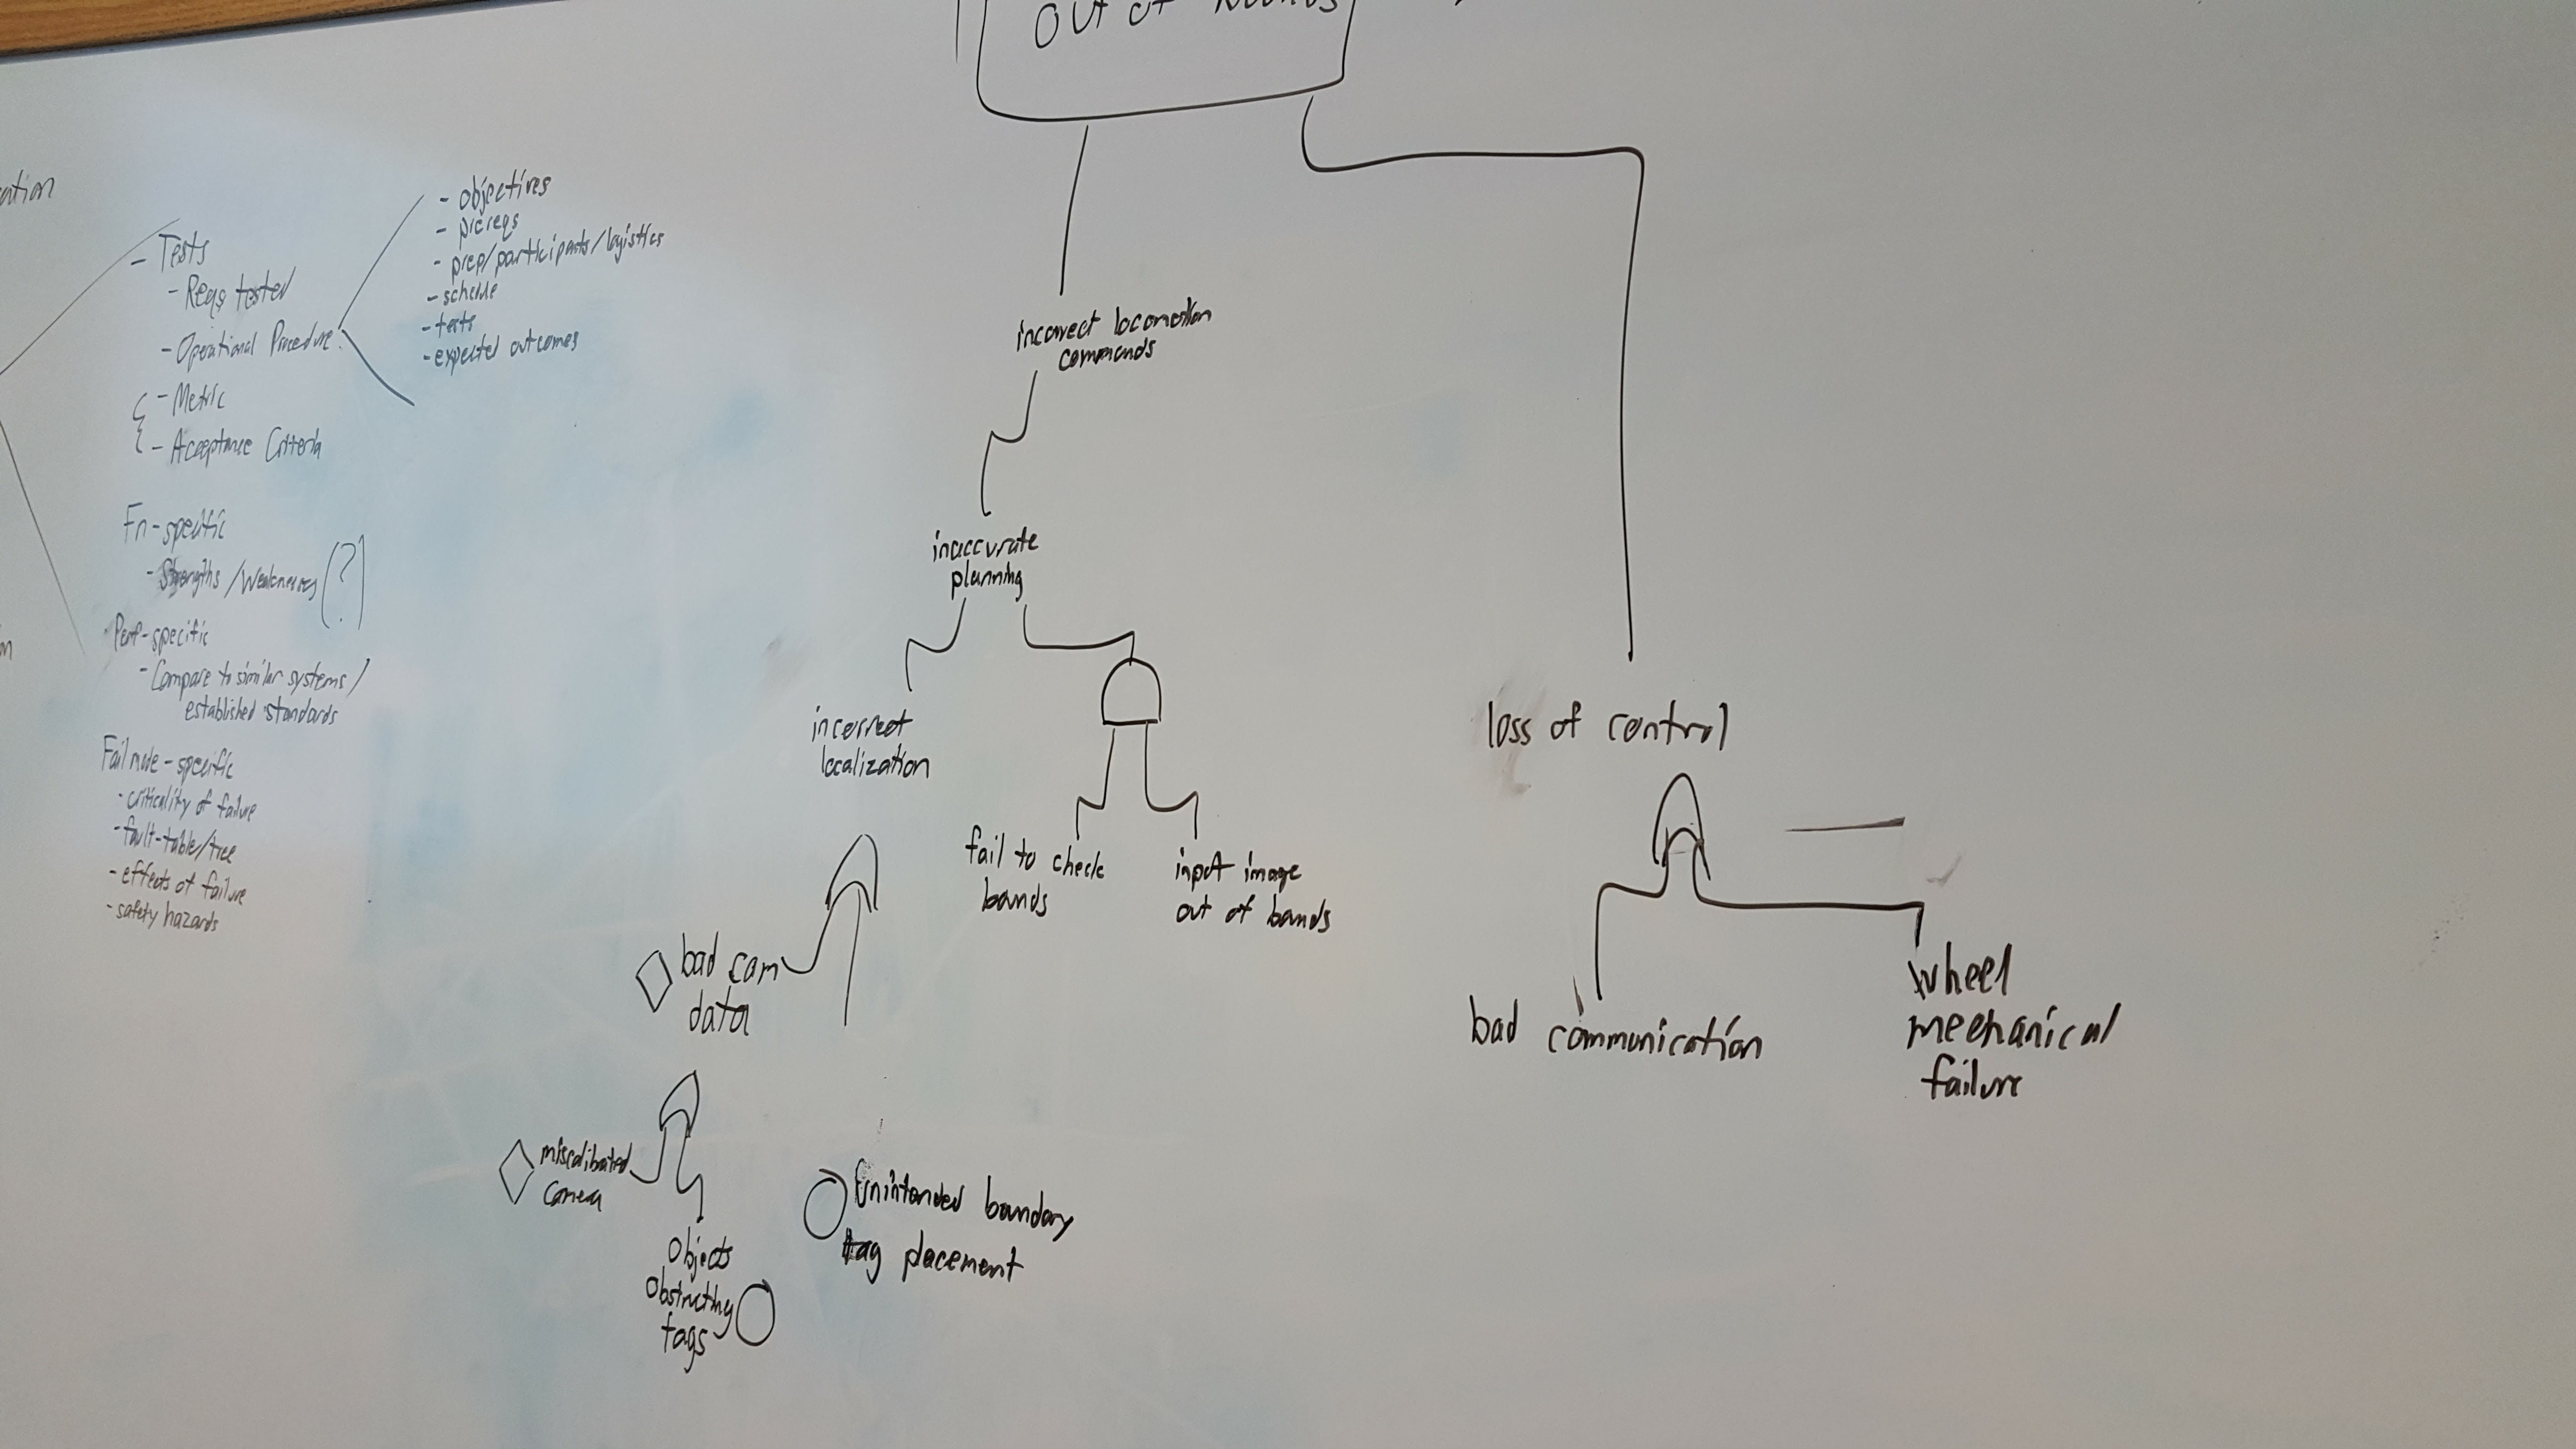 out of
ation
- Tests
- Reqs tested
- Operational Procedure
- Metric
- Acceptance Criteria
- objectives
- prereqs
- prep/participants/logistics
- schedule
- tests
- expected outcomes
Fn-specific
- Strengths/Weaknesses (?)
Perf-specific
- Compare to similar systems/
established standards
Fail mode-specific
- criticality of failure
- fault-table/tree
- effects of failure
- safety hazards
incorrect locomotion
commands
inaccurate
planning
incorrect
localization
fail to check
bounds
input image
out of bounds
bad cam
data
miscalibated
camera
Objects
Obstructing
tags
Unintended boundary
tag placement
loss of control
bad communication
wheel
mechanical
failure